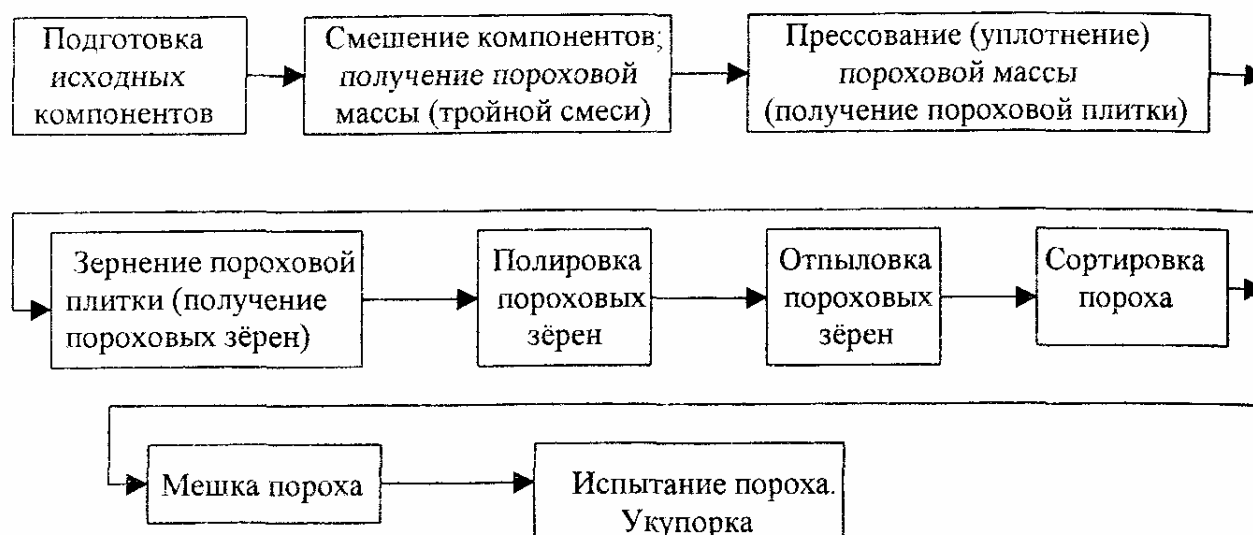 Подготовка
исходных
компонентов
Смешение компонентов;
получение пороховой
массы (тройной смеси)
Прессование (уплотнение)
пороховой массы
(получение пороховой плитки)
Зернение пороховой
плитки (получение
пороховых зёрен)
Полировка
пороховых
зёрен
Отпыловка
пороховых
зёрен
Сортировка
пороха
Мешка пороха
Испытание пороха.
Укупорка